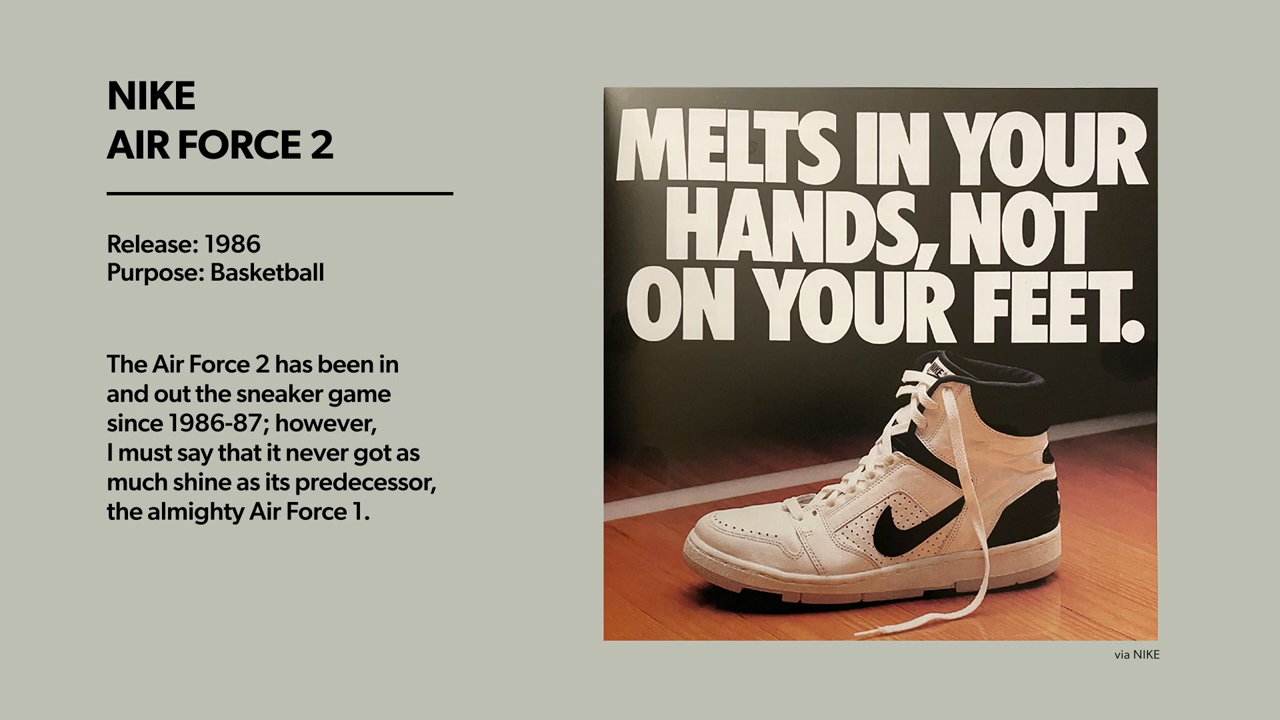 NIKE
AIR FORCE 2
Release: 1986
Purpose: Basketball
The Air Force 2 has been in
and out the sneaker game
since 1986-87; however,
I must say that it never got as
much shine as its predecessor,
the almighty Air Force 1.
MELTS IN YOUR
HANDS, NOT
ON YOUR FEET.
NIKE
via NIKE